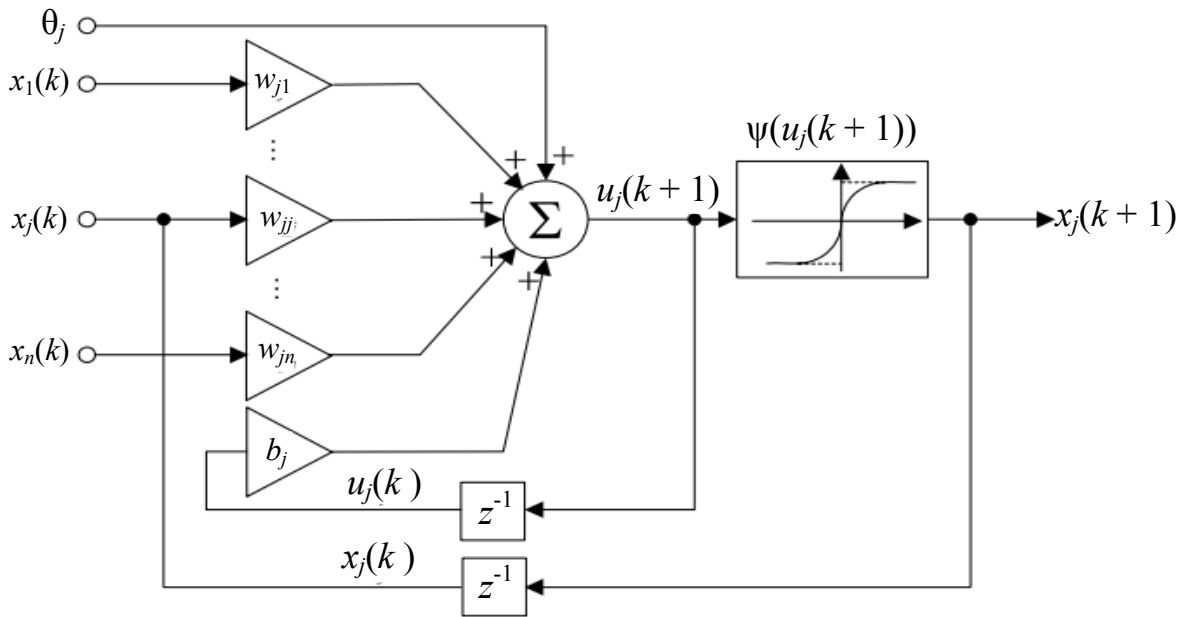 θj
x1(k)
wj1
ψ(uj(k + 1))
+ +
xj(k)
wjj
+
Σ
uj(k + 1)
xj(k + 1)
+
+
xn(k)
wjn
bj
uj(k )
z-1
xj(k )
z-1